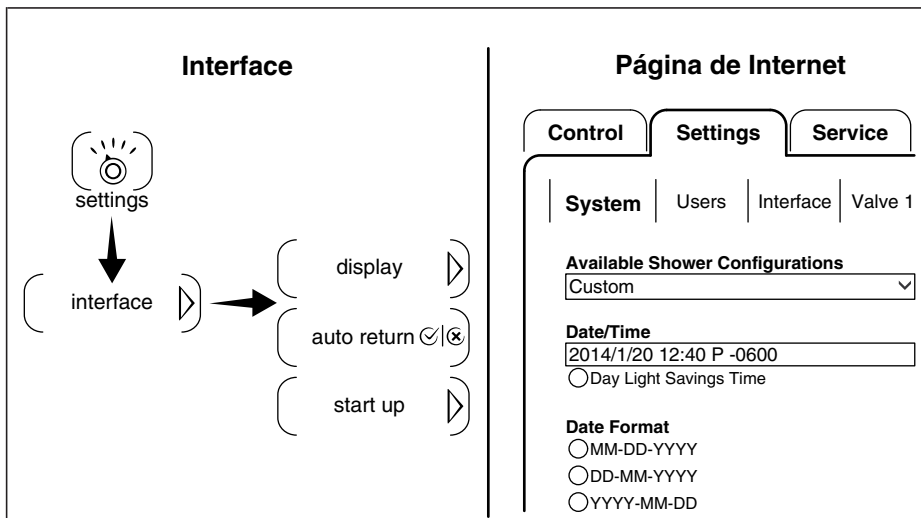 Interface
settings
interface
display
auto return
start up
Página de Internet
Control Settings Service
System Users Interface Valve 1
Available Shower Configurations
Custom
Date/Time
2014/1/20 12:40 P -0600
Day Light Savings Time
Date Format
MM-DD-YYYY
DD-MM-YYYY
YYYY-MM-DD